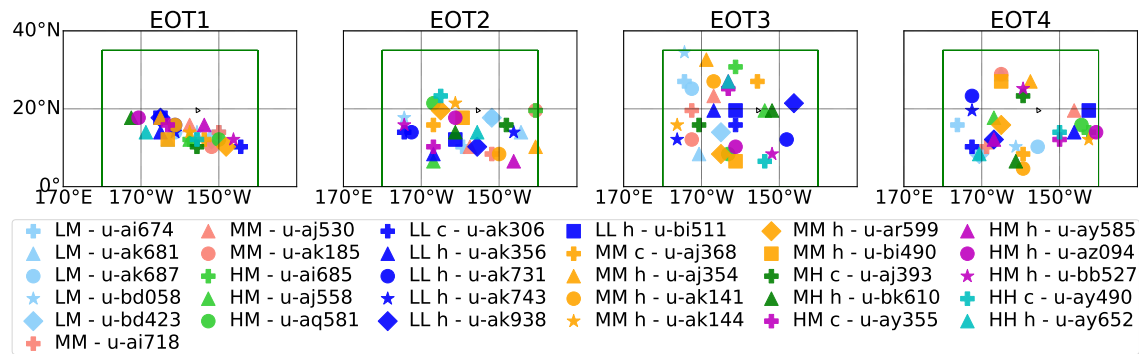 EOT1 EOT2 EOT3 EOT4
40°N
20°N
0°
170°W 150°W 170°W 150°W 170°W 150°W 170°W 150°W
LM - u-ai674 MM - u-aj530 LL c - u-ak306 LL h - u-bi511 MM h - u-ar599 HM h - u-ay585
LM - u-ak681 MM - u-ak185 LL h - u-ak356 MM c - u-aj368 MM h - u-bi490 HM h - u-az094
LM - u-ak687 HM - u-ai685 LL h - u-ak731 MM h - u-aj354 MH c - u-aj393 HM h - u-bb527
LM - u-bd058 HM - u-aj558 LL h - u-ak743 MM h - u-ak141 MH h - u-bk610 HH c - u-ay490
LM - u-bd423 HM - u-aq581 LL h - u-ak938 MM h - u-ak144 HM c - u-ay355 HH h - u-ay652
MM - u-ai718